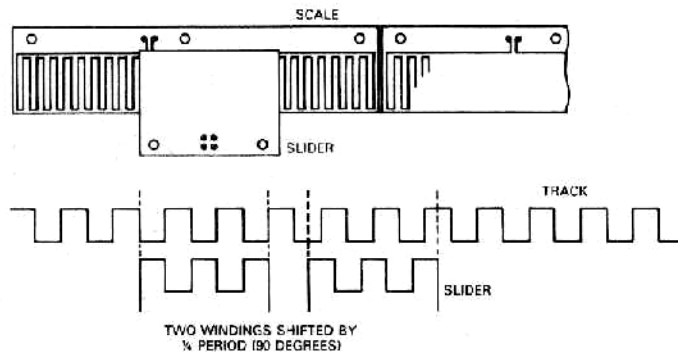 SCALE
SLIDER
TRACK
SLIDER
TWO WINDINGS SHIFTED BY
¼ PERIOD (90 DEGREES)